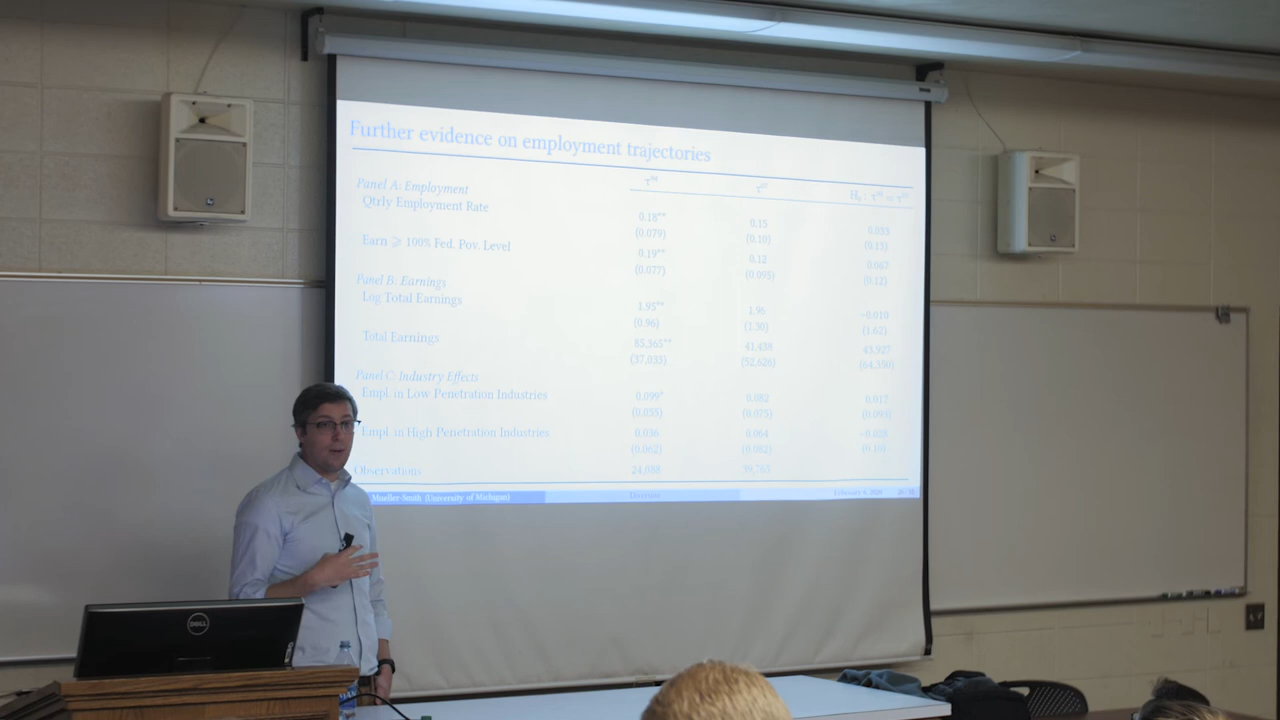 Further evidence on employment trajectories
Panel A: Employment
Qtrly Employment Rate 0.18** 0.15 0.033
(0.079) (0.10) (0.13)
Earn ⩾ 100% Fed. Pov. Level 0.19** 0.12 0.067
(0.077) (0.095) (0.12)
Panel B: Earnings
Log Total Earnings 1.95** 1.96 −0.010
(0.96) (1.30) (1.62)
Total Earnings 85,365** 41,438 43,927
(37,033) (52,626) (64,350)
Panel C: Industry Effects
Empl. in Low Penetration Industries 0.099* 0.082 0.017
(0.055) (0.075) (0.093)
Empl. in High Penetration Industries 0.036 0.064 −0.028
(0.062) (0.082) (0.10)
Observations 24,088
Mueller-Smith (University of Michigan) Diversion
DELL